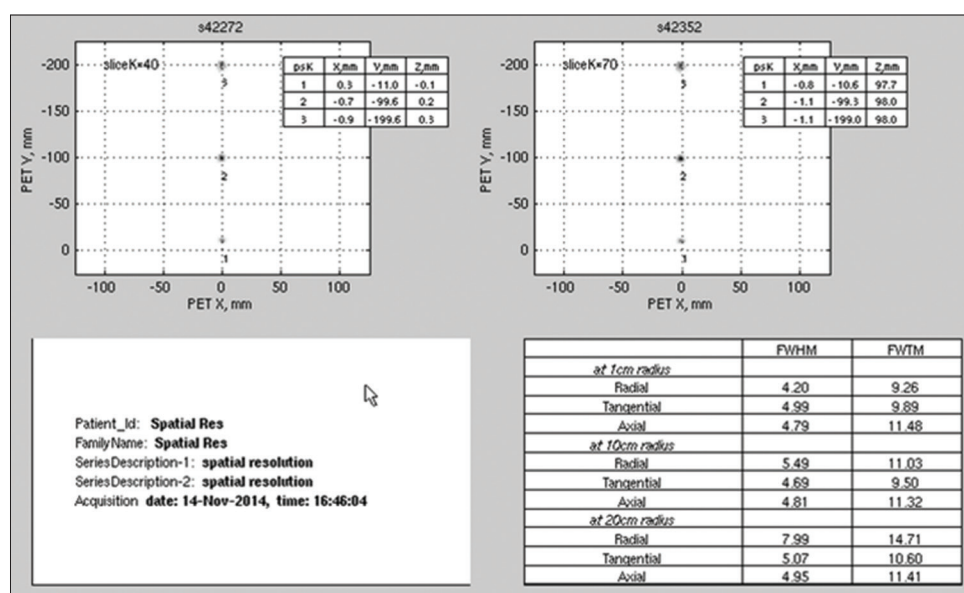 s42272
sliceK=40
PET Y, mm
-200
-150
-100
-50
0
3
2
1
-100 -50 0 50 100
PET X, mm
psK X,mm Y,mm Z,mm
1 0.3 -11.0 -0.1
2 -0.7 -99.6 0.2
3 -0.9 -199.6 0.3
s42352
sliceK=70
PET Y, mm
-200
-150
-100
-50
0
3
2
1
-100 -50 0 50 100
PET X, mm
psK X,mm Y,mm Z,mm
1 -0.8 -10.6 97.7
2 -1.1 -99.3 98.0
3 -1.1 -199.0 98.0
Patient_Id: Spatial Res
FamilyName: Spatial Res
SeriesDescription-1: spatial resolution
SeriesDescription-2: spatial resolution
Acquisition date: 14-Nov-2014, time: 16:46:04
FWHM FWTM
at 1cm radius
Radial 4.20 9.26
Tangential 4.99 9.89
Axial 4.79 11.48
at 10cm radius
Radial 5.49 11.03
Tangential 4.69 9.50
Axial 4.81 11.32
at 20cm radius
Radial 7.99 14.71
Tangential 5.07 10.60
Axial 4.95 11.41